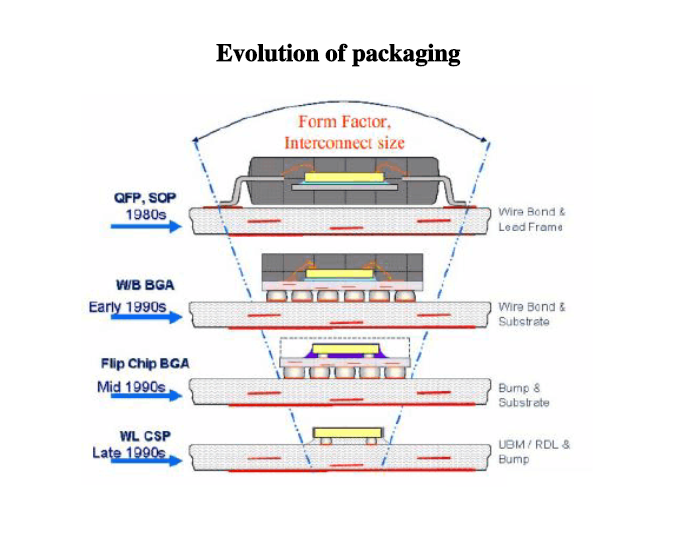 Evolution of packaging
Form Factor,
Interconnect size
QFP, SOP
1980s
Wire Bond &
Lead Frame
W/B BGA
Early 1990s
Wire Bond &
Substrate
Flip Chip BGA
Mid 1990s
Bump &
Substrate
WL CSP
Late 1990s
UBM / RDL &
Bump